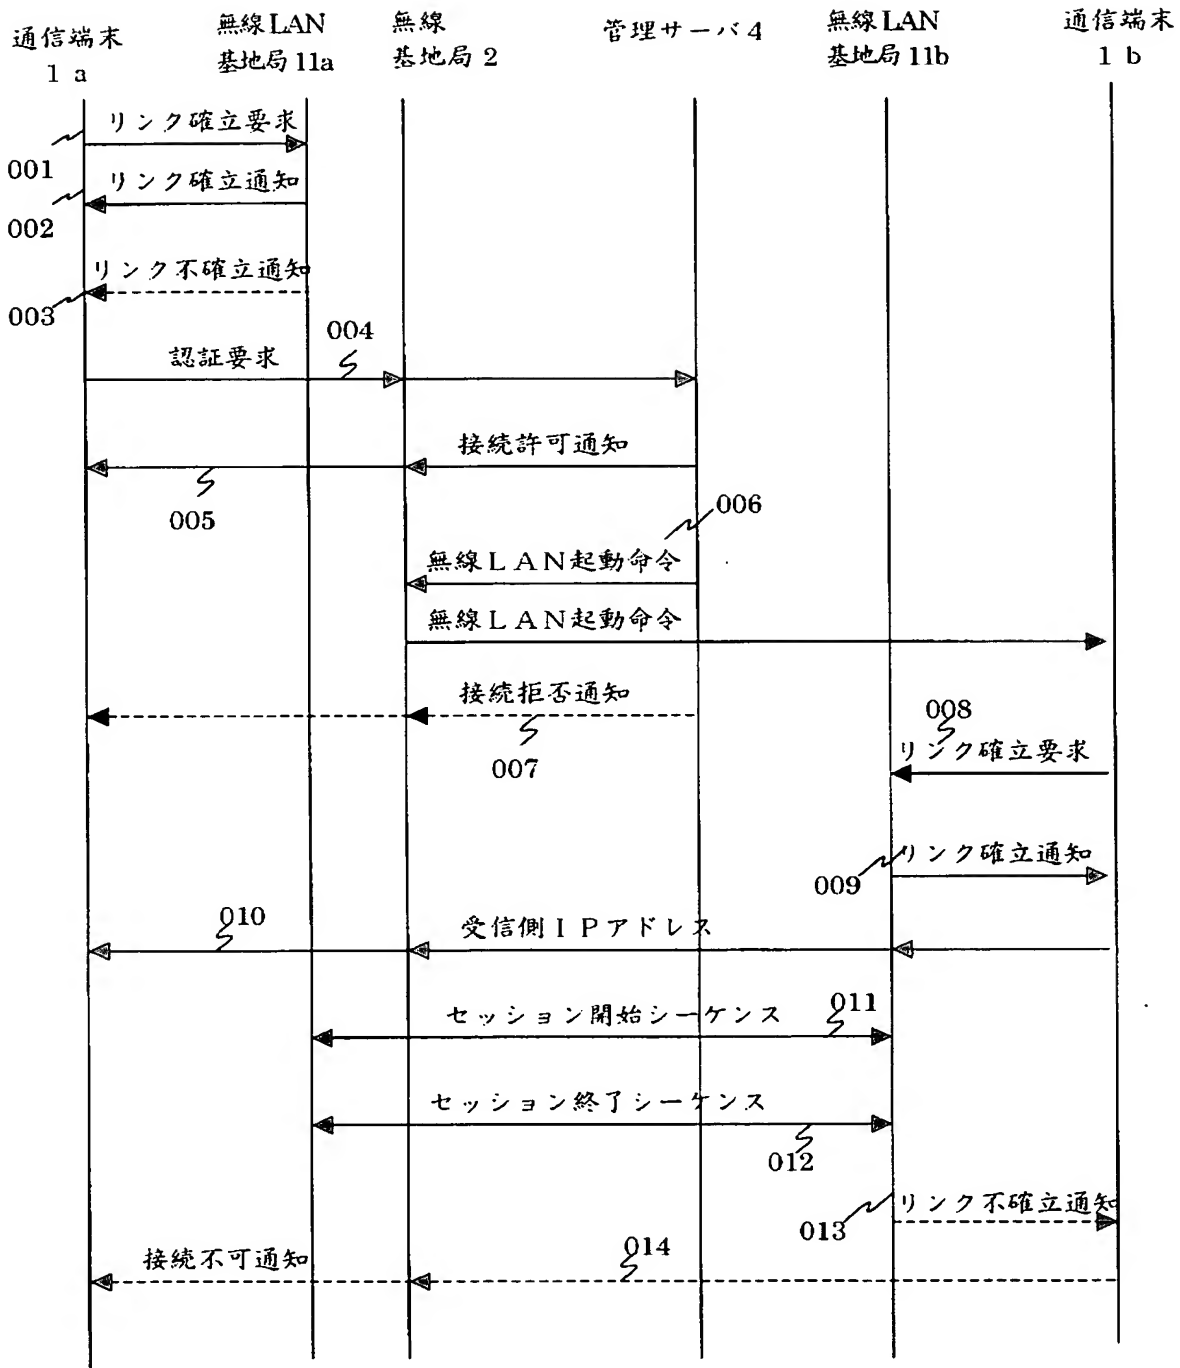 通信端末
1 a
無線LAN
基地局 11a
無線
基地局 2
管理サーバ 4
無線LAN
基地局 11b
通信端末
1 b
リンク確立要求
001
リンク確立通知
002
リンク不確立通知
003
004
認証要求
接続許可通知
005
006
無線LAN起動命令
無線LAN起動命令
接続拒否通知
007
008
リンク確立要求
リンク確立通知
009
010
受信側IPアドレス
セッション開始シーケンス
011
セッション終了シーケンス
012
リンク不確立通知
013
接続不可通知
014